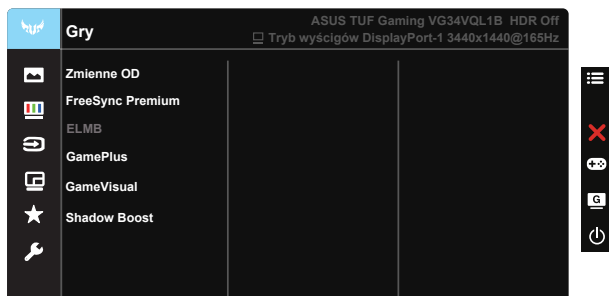 Gry
ASUS TUF Gaming VG34VQL1B HDR Off
Tryb wyścigów DisplayPort-1 3440x1440@165Hz
Zmienne OD
FreeSync Premium
ELMB
GamePlus
GameVisual
Shadow Boost
G